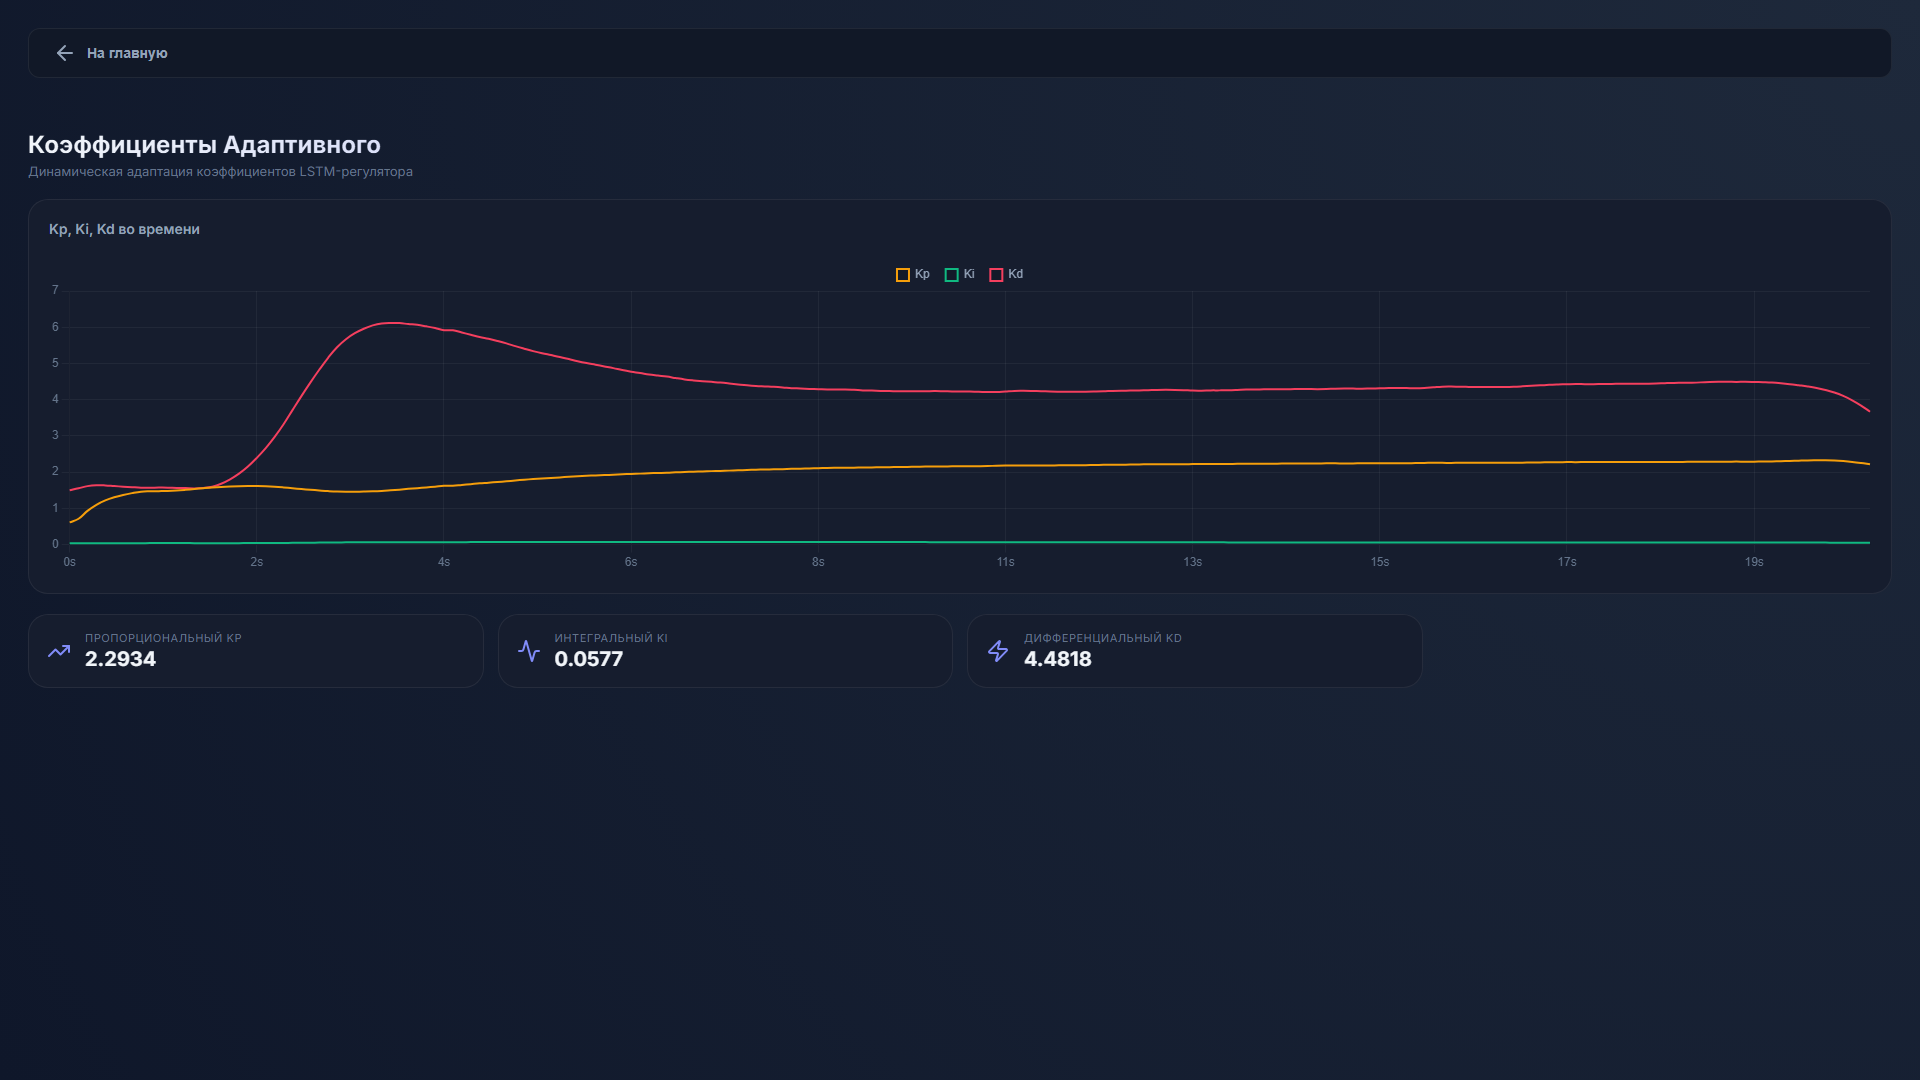 На главную
Коэффициенты Адаптивного
Динамическая адаптация коэффициентов LSTM-регулятора
Kp, Ki, Kd во времени
Kp Ki Kd
7
6
5
4
3
2
1
0
0s 2s 4s 6s 8s 11s 13s 15s 17s 19s
ПРОПОРЦИОНАЛЬНЫЙ KP
2.2934
ИНТЕГРАЛЬНЫЙ KI
0.0577
ДИФФЕРЕНЦИАЛЬНЫЙ KD
4.4818